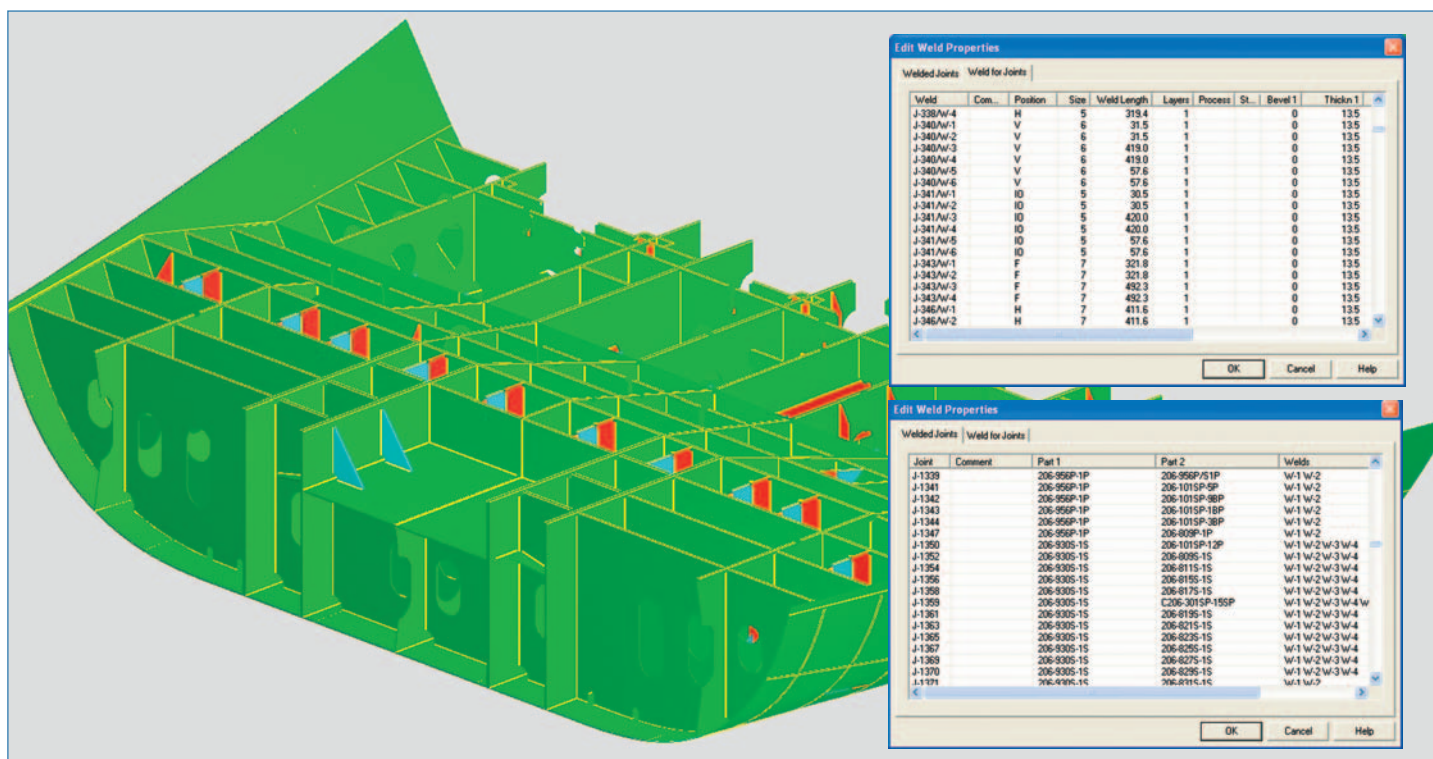 Edit Weld Properties
Welded Joints Weld for Joints
Weld Com... Position Size Weld Length Layers Process St... Bevel 1 Thickn 1
J-338/W-4 H 5 319.4 1 0 13.5
J-340/W-1 V 6 31.5 1 0 13.5
J-340/W-2 V 6 31.5 1 0 13.5
J-340/W-3 V 6 419.0 1 0 13.5
J-340/W-4 V 6 419.0 1 0 13.5
J-340/W-5 V 6 57.6 1 0 13.5
J-340/W-6 V 6 57.6 1 0 13.5
J-341/W-1 IO 5 30.5 1 0 13.5
J-341/W-2 IO 5 30.5 1 0 13.5
J-341/W-3 IO 5 420.0 1 0 13.5
J-341/W-4 IO 5 420.0 1 0 13.5
J-341/W-5 IO 5 57.6 1 0 13.5
J-341/W-6 IO 5 57.6 1 0 13.5
J-343/W-1 F 7 321.8 1 0 13.5
J-343/W-2 F 7 321.8 1 0 13.5
J-343/W-3 F 7 492.3 1 0 13.5
J-343/W-4 F 7 492.3 1 0 13.5
J-346/W-1 H 7 411.6 1 0 13.5
J-346/W-2 H 7 411.6 1 0 13.5
OK Cancel Help
Edit Weld Properties
Welded Joints Weld for Joints
Joint Comment Part 1 Part 2 Welds
J-1339 206-956P-1P 206-956P/S1P W-1 W-2
J-1341 206-956P-1P 206-101SP-5P W-1 W-2
J-1342 206-956P-1P 206-101SP-9BP W-1 W-2
J-1343 206-956P-1P 206-101SP-1BP W-1 W-2
J-1344 206-956P-1P 206-101SP-3BP W-1 W-2
J-1347 206-956P-1P 206-809P-1P W-1 W-2
J-1350 206-930S-1S 206-101SP-12P W-1 W-2 W-3 W-4
J-1352 206-930S-1S 206-809S-1S W-1 W-2 W-3 W-4
J-1354 206-930S-1S 206-811S-1S W-1 W-2 W-3 W-4
J-1356 206-930S-1S 206-815S-1S W-1 W-2 W-3 W-4
J-1358 206-930S-1S 206-817S-1S W-1 W-2 W-3 W-4
J-1359 206-930S-1S C206-301SP-15SP W-1 W-2 W-3 W-4 W
J-1361 206-930S-1S 206-819S-1S W-1 W-2 W-3 W-4
J-1363 206-930S-1S 206-821S-1S W-1 W-2 W-3 W-4
J-1365 206-930S-1S 206-823S-1S W-1 W-2 W-3 W-4
J-1367 206-930S-1S 206-825S-1S W-1 W-2 W-3 W-4
J-1369 206-930S-1S 206-827S-1S W-1 W-2 W-3 W-4
J-1370 206-930S-1S 206-829S-1S W-1 W-2 W-3 W-4
J-1371 206-930S-1S 206-831S-1S W-1 W-2
OK Cancel Help